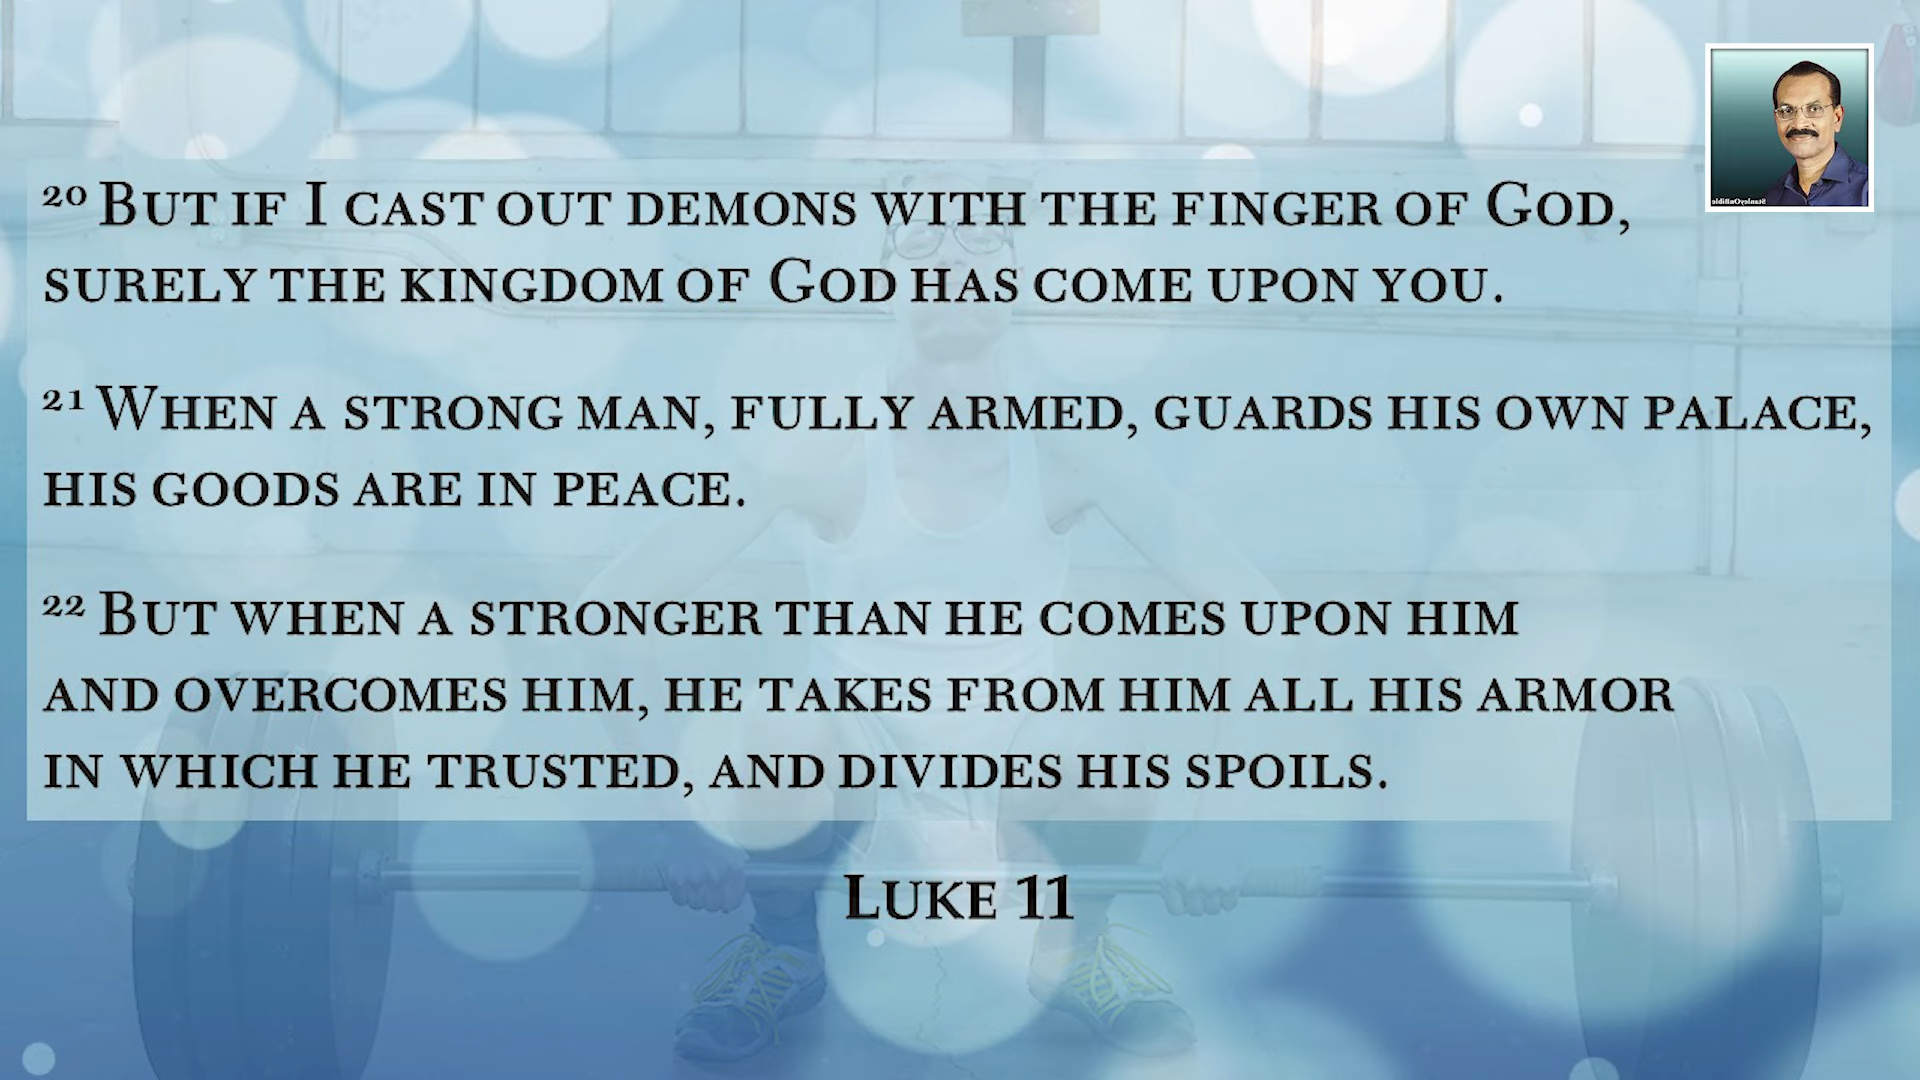 20 But if I cast out demons with the finger of God,
surely the kingdom of God has come upon you.
21 When a strong man, fully armed, guards his own palace,
his goods are in peace.
22 But when a stronger than he comes upon him
and overcomes him, he takes from him all his armor
in which he trusted, and divides his spoils.
Luke 11
StanleyOnBible